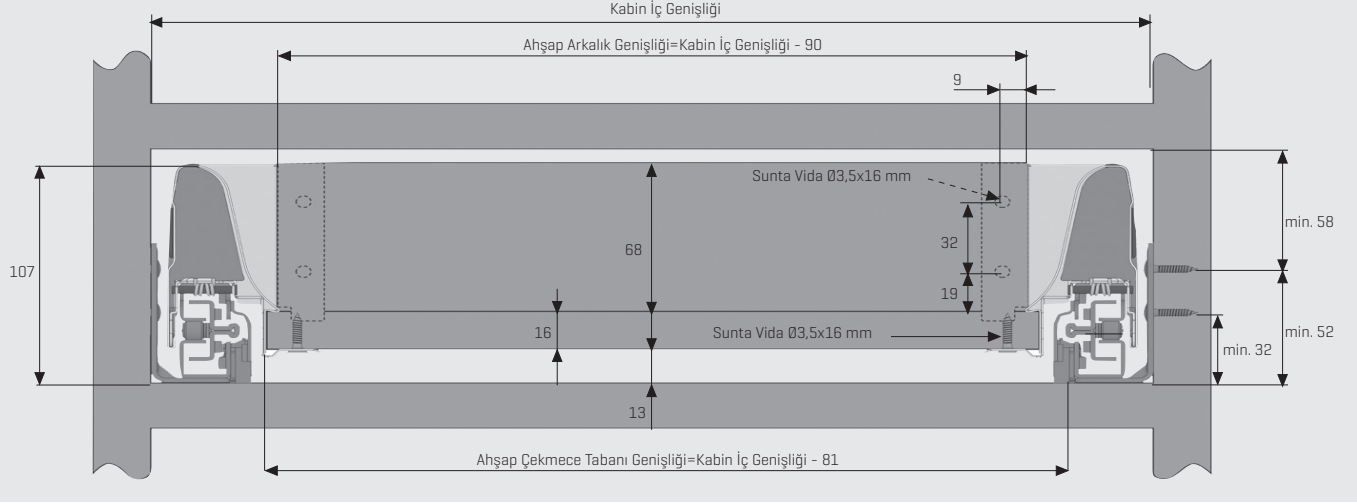 Kabin İç Genişliği
Ahşap Arkalık Genişliği=Kabin İç Genişliği - 90
9
Sunta Vida Ø3,5x16 mm
min. 58
32
68
107
19
16
Sunta Vida Ø3,5x16 mm
min. 52
min. 32
13
Ahşap Çekmece Tabanı Genişliği=Kabin İç Genişliği - 81